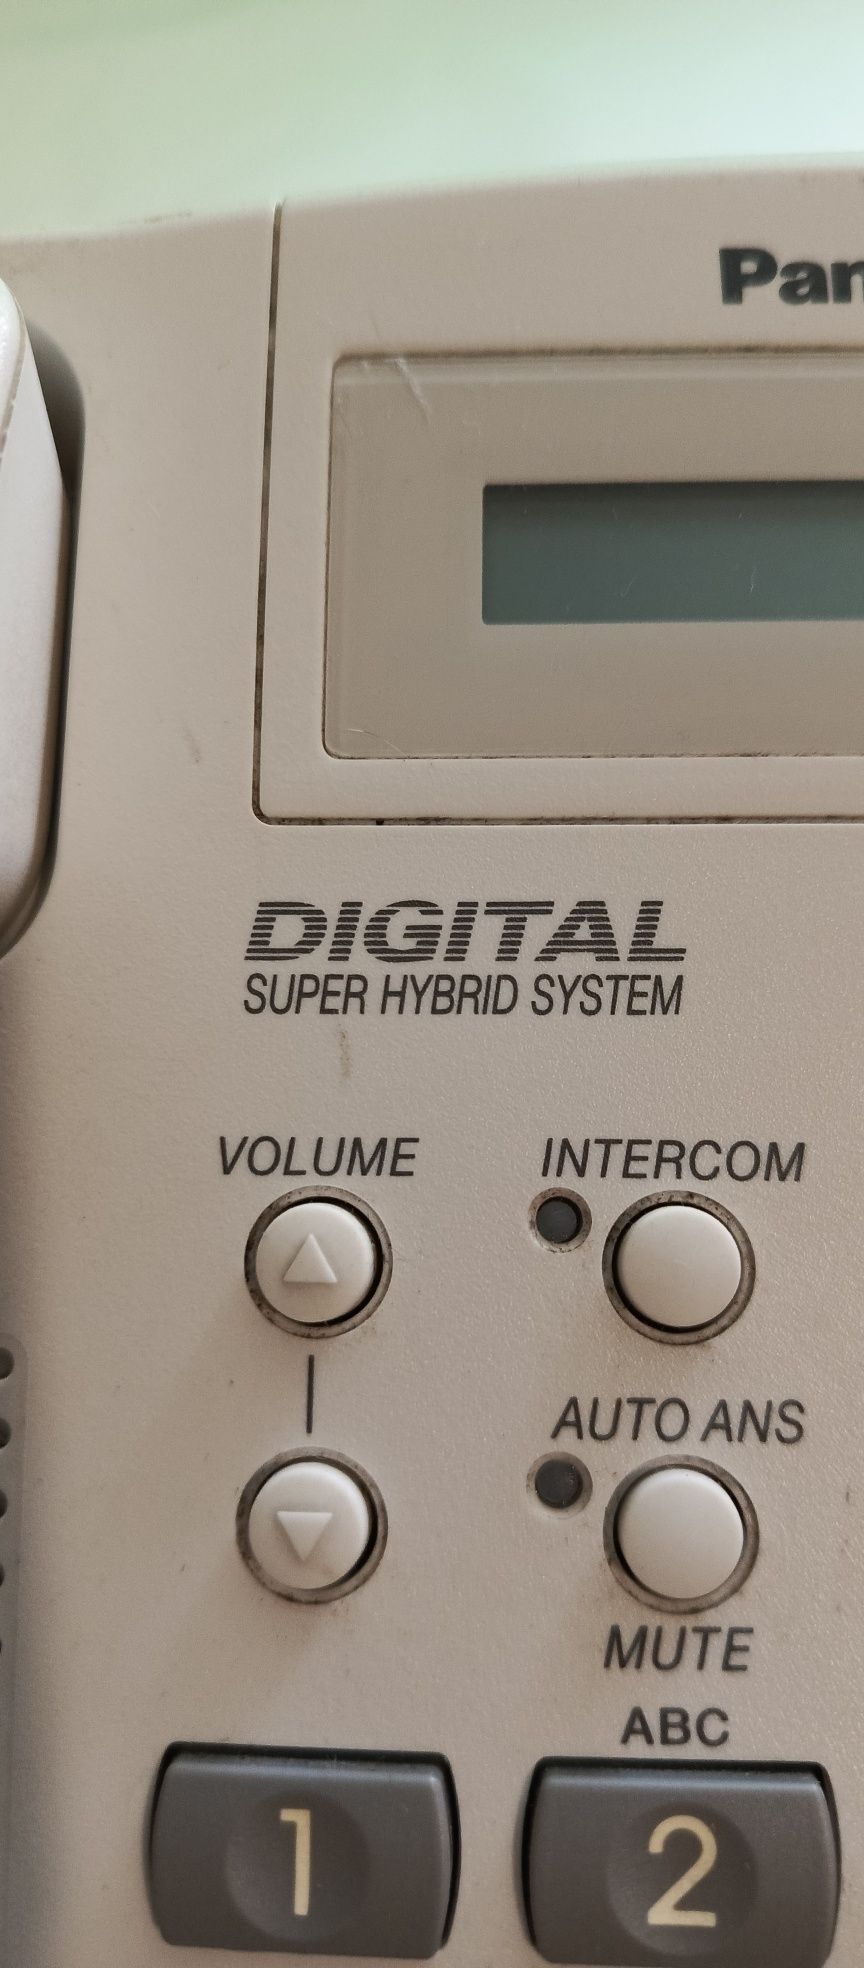 Pan
DIGITAL
SUPER HYBRID SYSTEM
VOLUME INTERCOM
AUTO ANS
MUTE
ABC
1 2